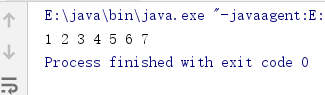 E:\java\bin\java.exe "-javaagent:E:
1 2 3 4 5 6 7
Process finished with exit code 0